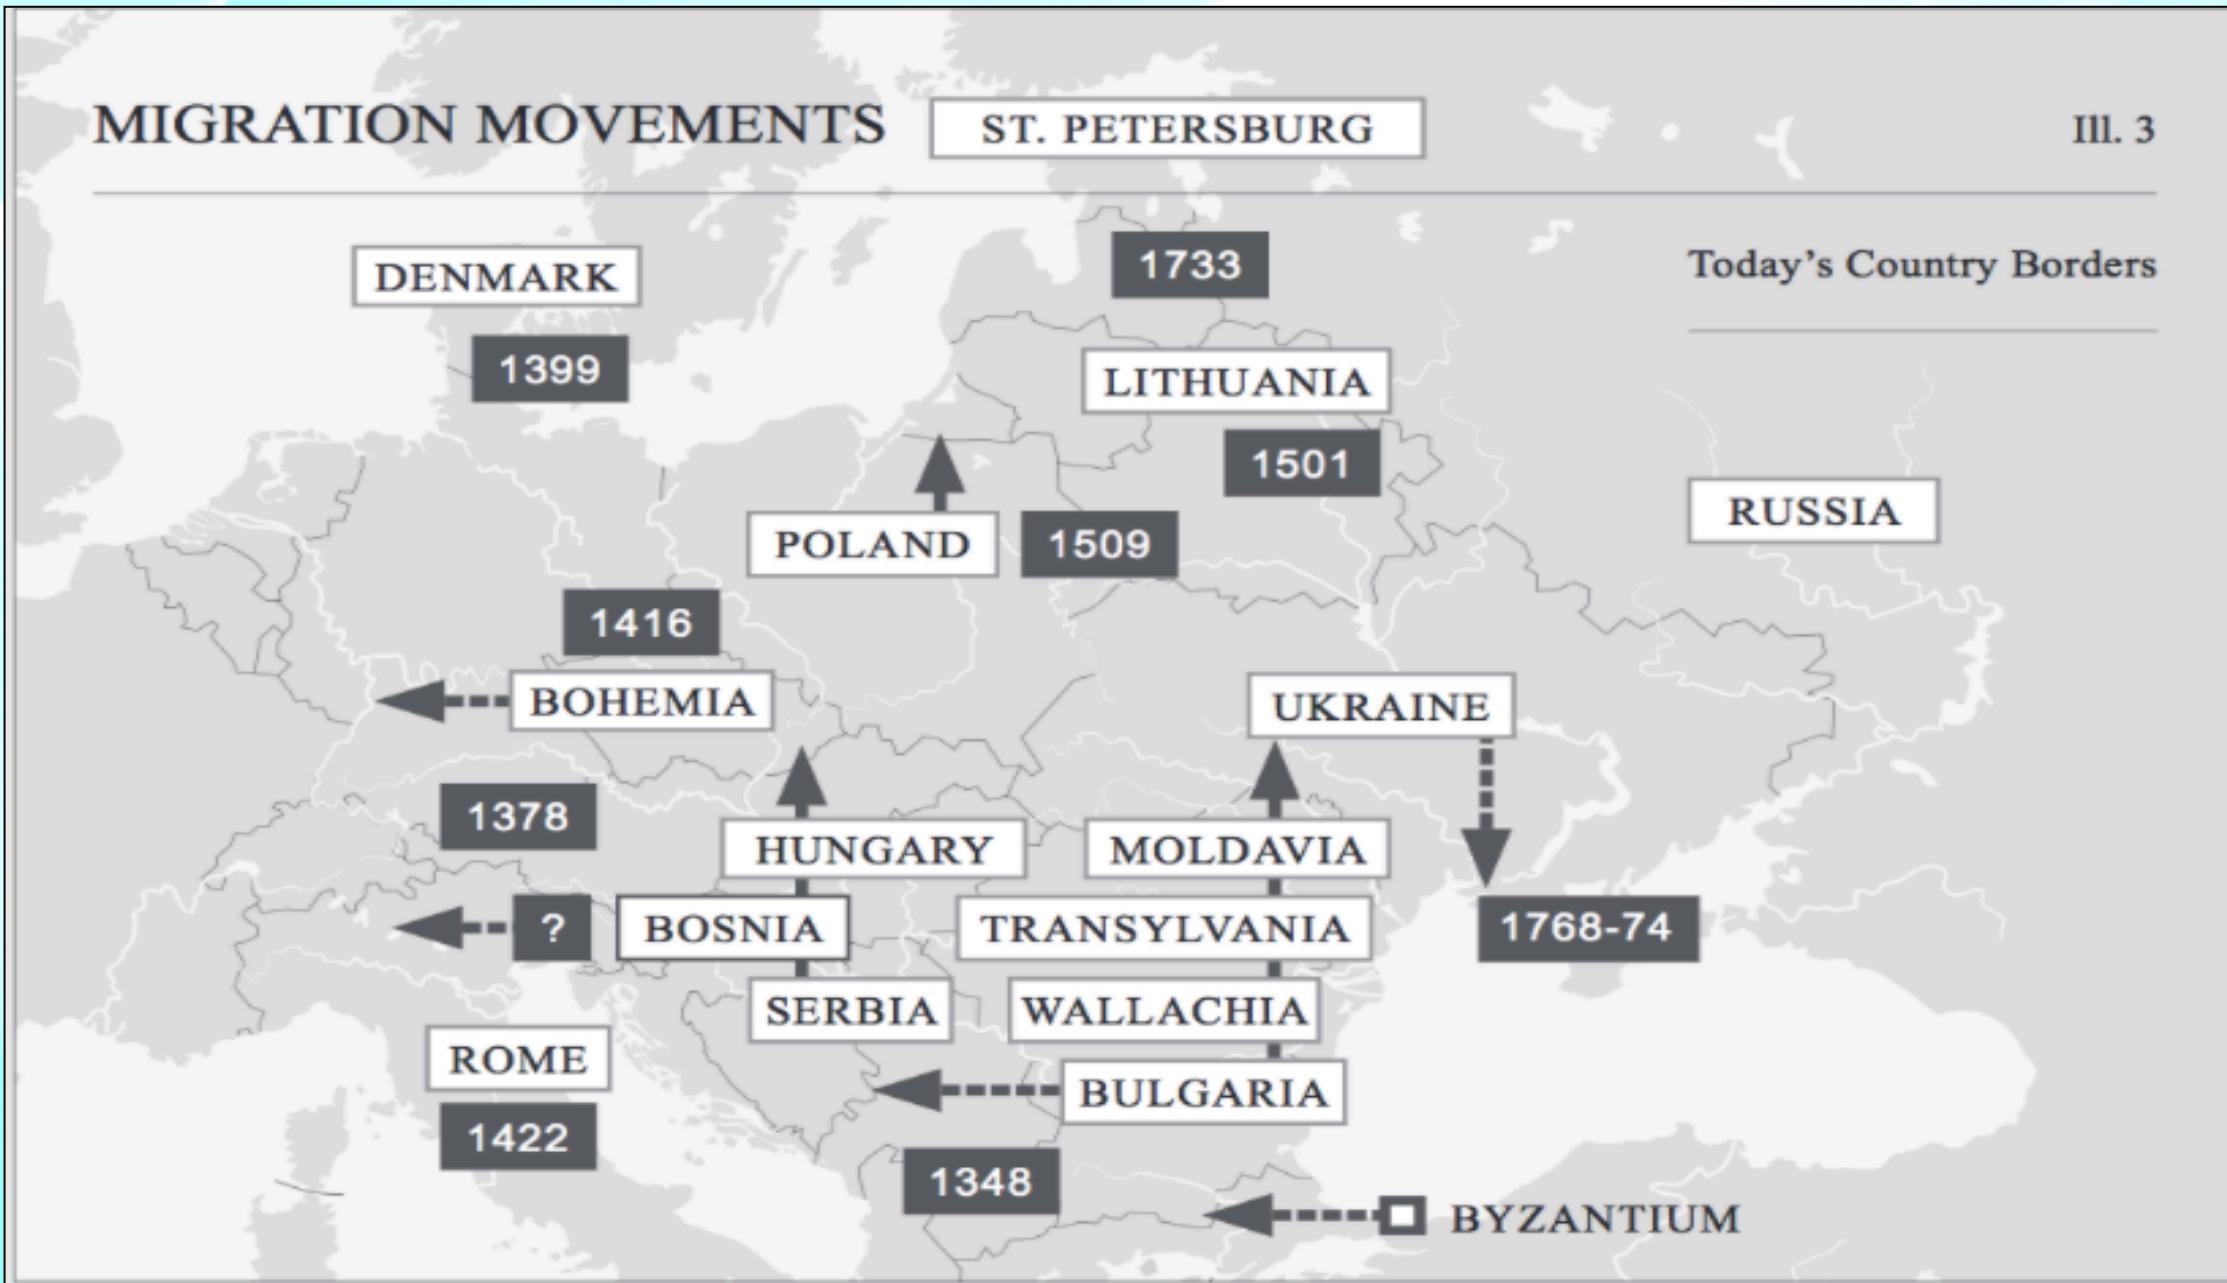 MIGRATION MOVEMENTS
ST. PETERSBURG
Ill. 3
DENMARK
1733
Today's Country Borders
1399
LITHUANIA
1501
RUSSIA
POLAND
1509
1416
BOHEMIA
UKRAINE
1378
HUNGARY
MOLDAVIA
?
BOSNIA
TRANSYLVANIA
1768-74
SERBIA
WALLACHIA
ROME
BULGARIA
1422
1348
BYZANTIUM